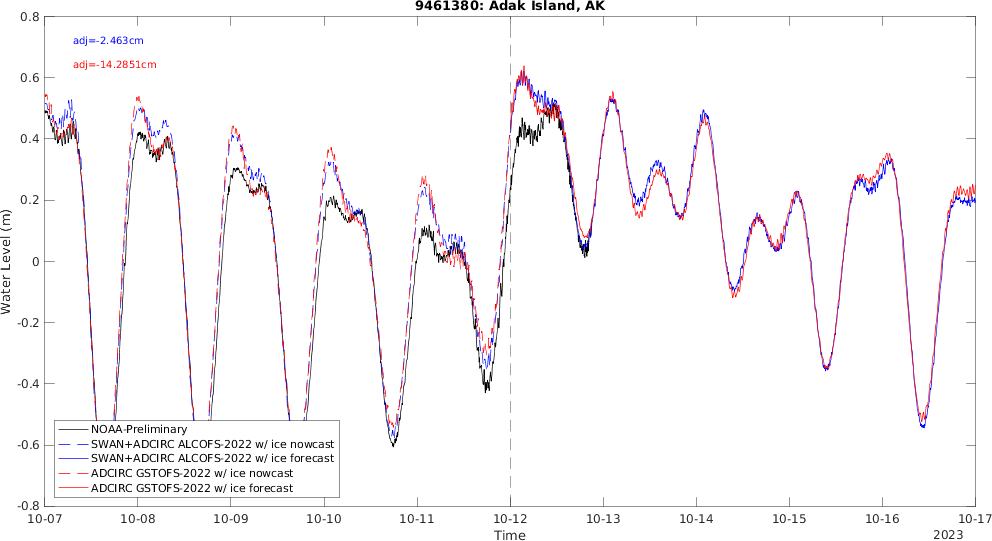 9461380: Adak Island, AK
adj=-2.463cm
adj=-14.2851cm
Water Level (m)
0.8
0.6
0.4
0.2
0
-0.2
-0.4
-0.6
-0.8
NOAA-Preliminary
SWAN+ADCIRC ALCOFS-2022 w/ ice nowcast
SWAN+ADCIRC ALCOFS-2022 w/ ice forecast
ADCIRC GSTOFS-2022 w/ ice nowcast
ADCIRC GSTOFS-2022 w/ ice forecast
10-07 10-08 10-09 10-10 10-11 10-12 10-13 10-14 10-15 10-16 10-17
Time
2023